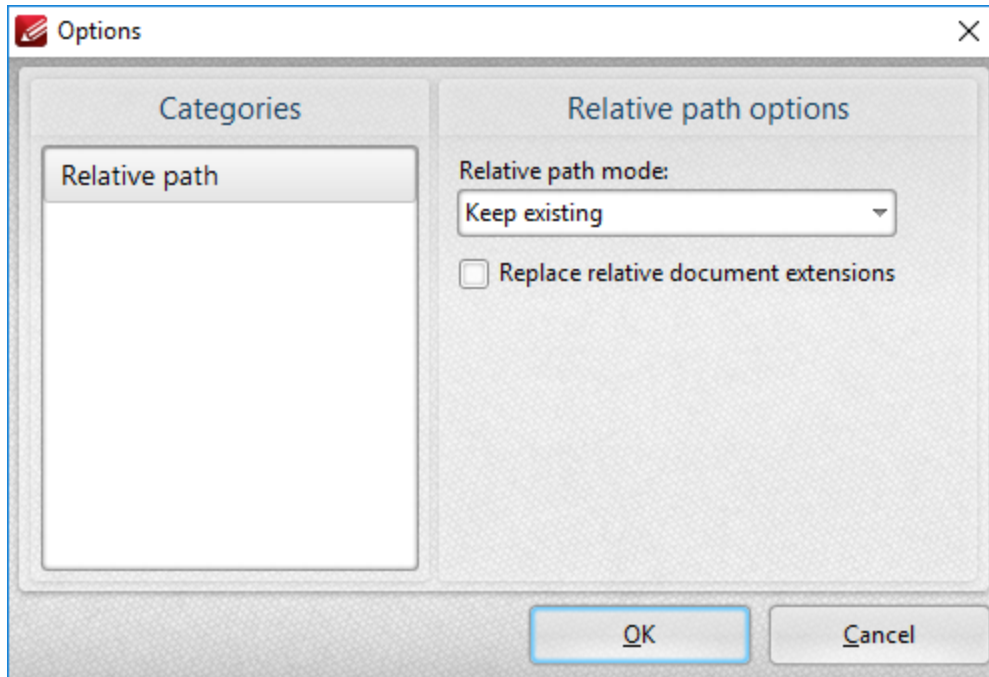 Options
Categories
Relative path
Relative path options
Relative path mode:
Keep existing
Replace relative document extensions
OK
Cancel